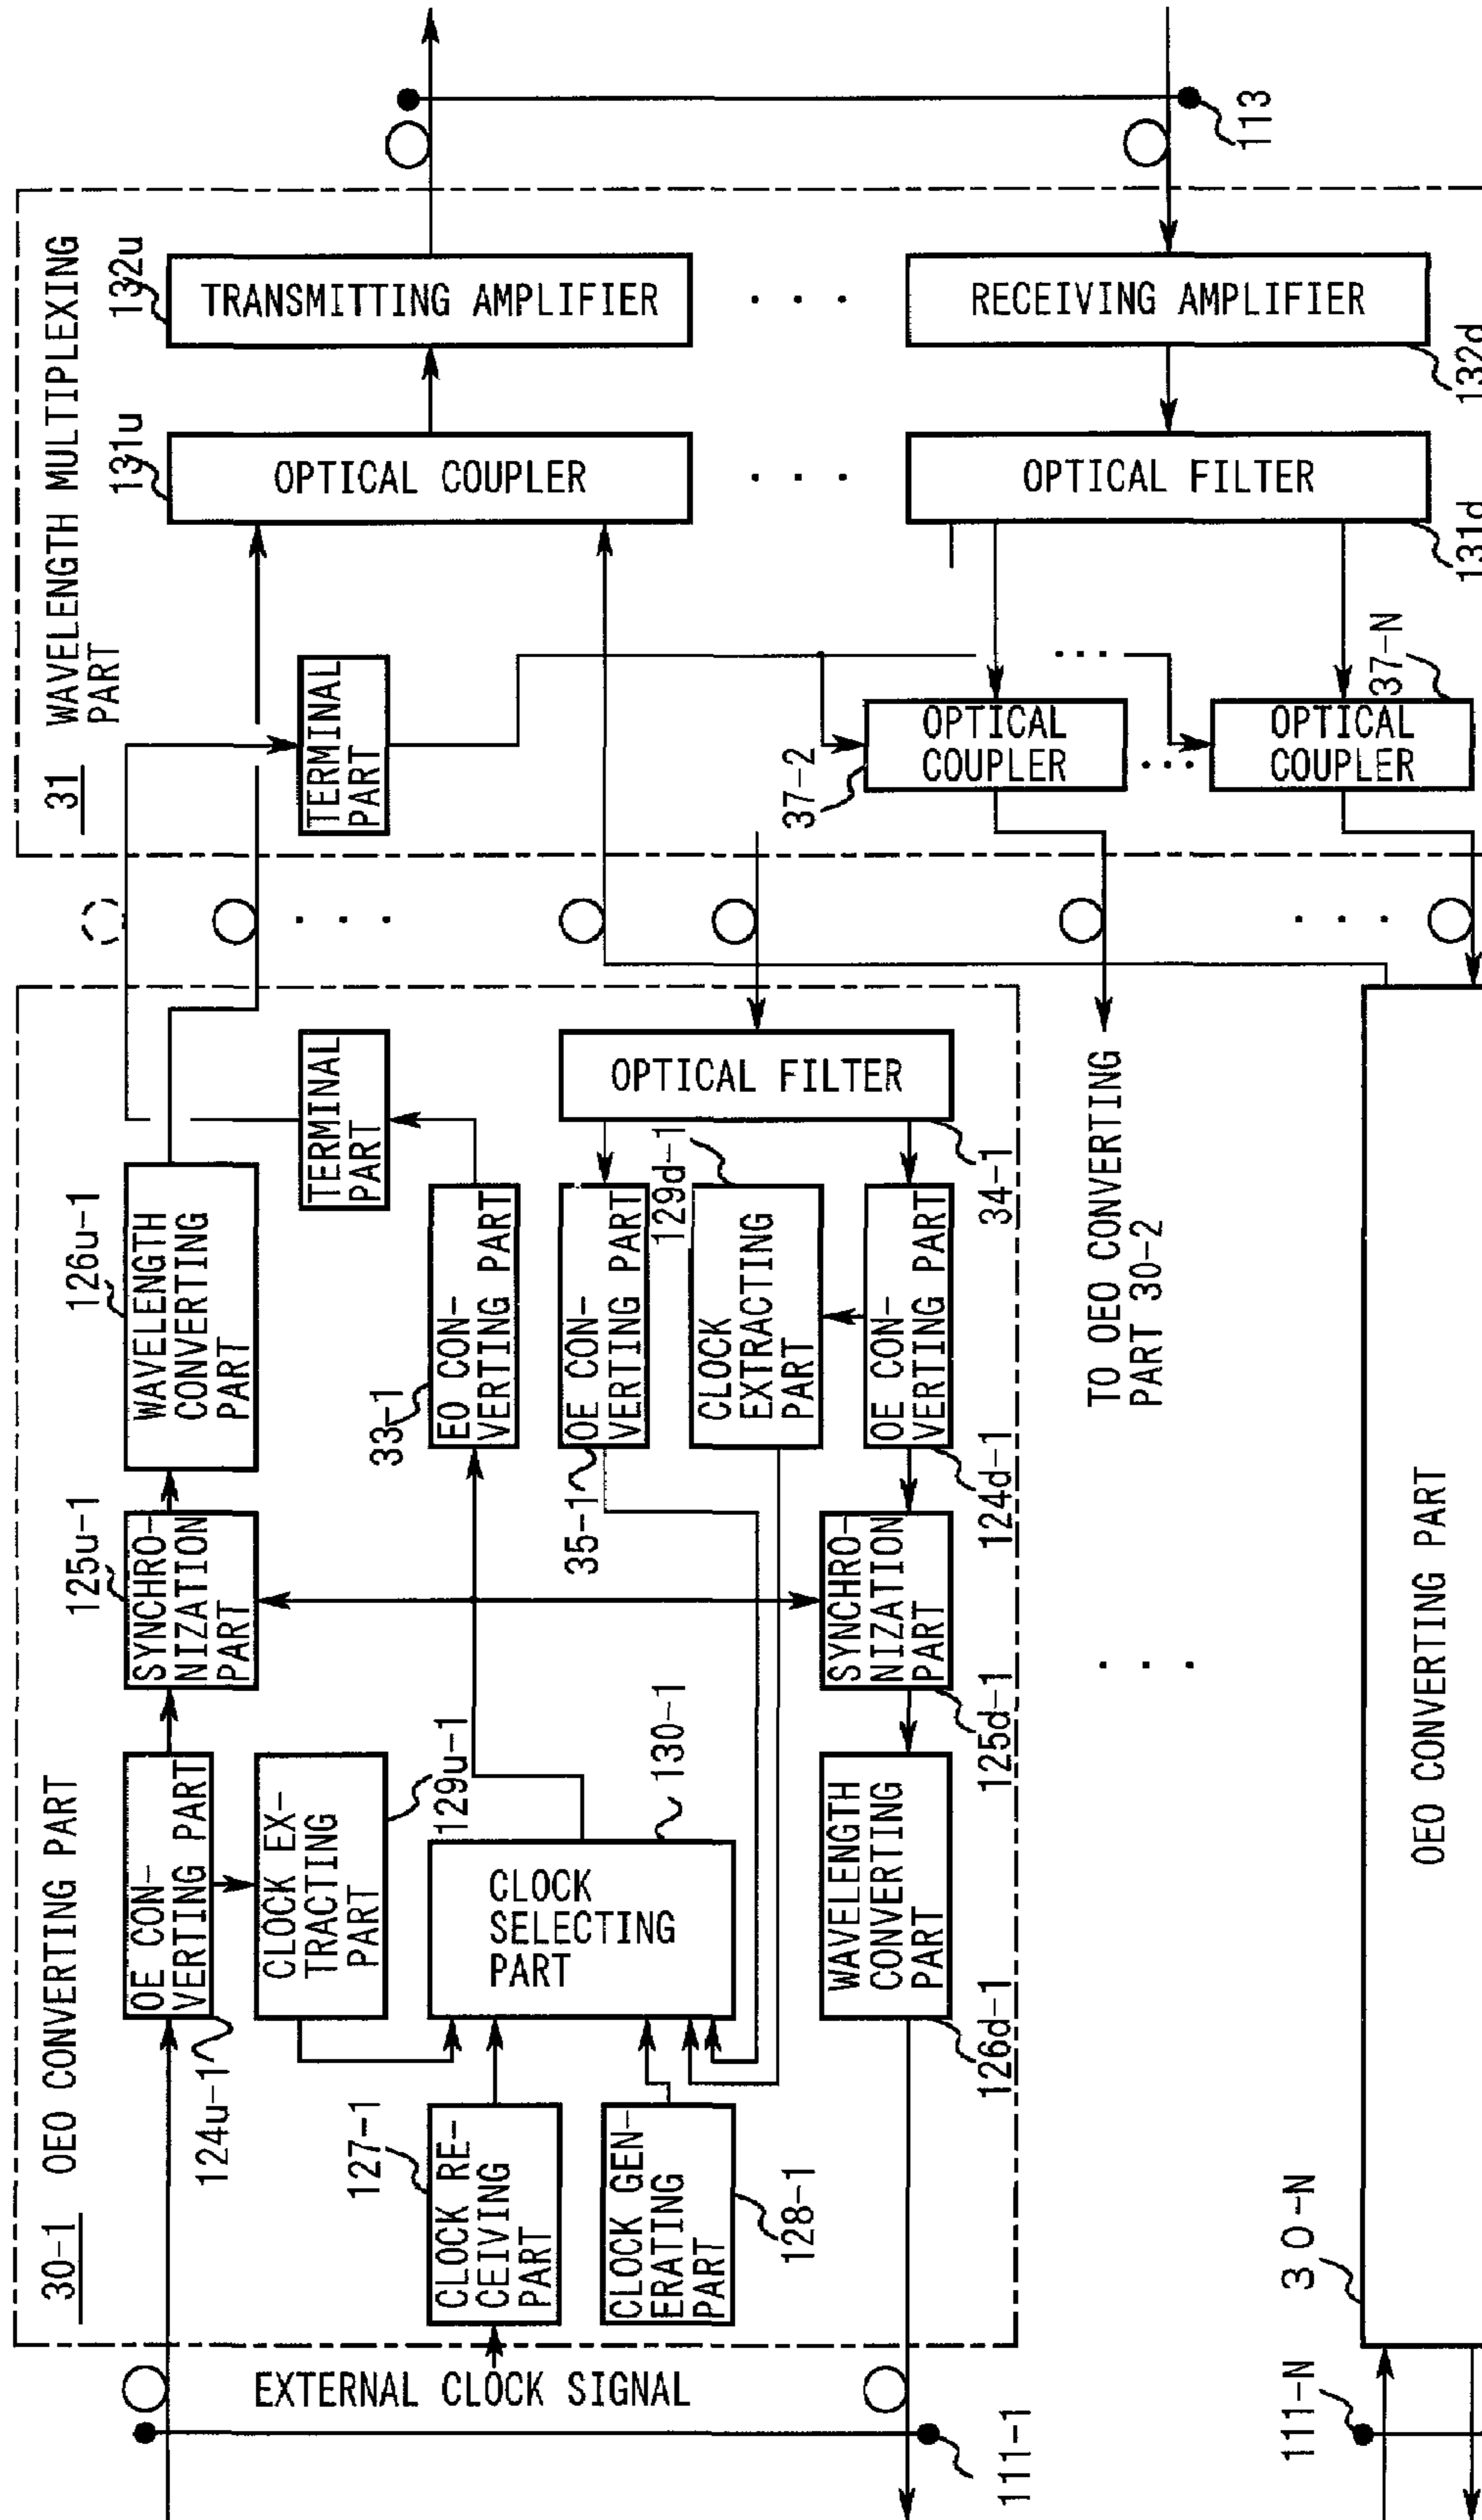 30-1 OEO CONVERTING PART
124u-1
OE CON-
VERTING PART
125u-1
SYNCHRO-
NIZATION
PART
126u-1
WAVELENGTH
CONVERTING
PART
CLOCK EX-
TRACTING
PART
129u-1
127-1
CLOCK RE-
CEIVING
PART
EXTERNAL CLOCK SIGNAL
CLOCK
SELECTING
PART
130-1
33-1
EO CON-
VERTING PART
TERMINAL
PART
CLOCK GEN-
ERATING
PART
128-1
35-1
OE CON-
VERTING PART
129d-1
CLOCK
EXTRACTING
PART
OPTICAL FILTER
34-1
WAVELENGTH
CONVERTING
PART
126d-1
SYNCHRO-
NIZATION
PART
125d-1
OE CON-
VERTING PART
124d-1
111-1
TO OEO CONVERTING
PART 30-2
111-N
30-N
OEO CONVERTING PART
31 WAVELENGTH MULTIPLEXING
PART
TERMINAL
PART
131u
OPTICAL COUPLER
132u
TRANSMITTING AMPLIFIER
37-2
OPTICAL
COUPLER
37-N
OPTICAL
COUPLER
OPTICAL FILTER
131d
RECEIVING AMPLIFIER
132d
113